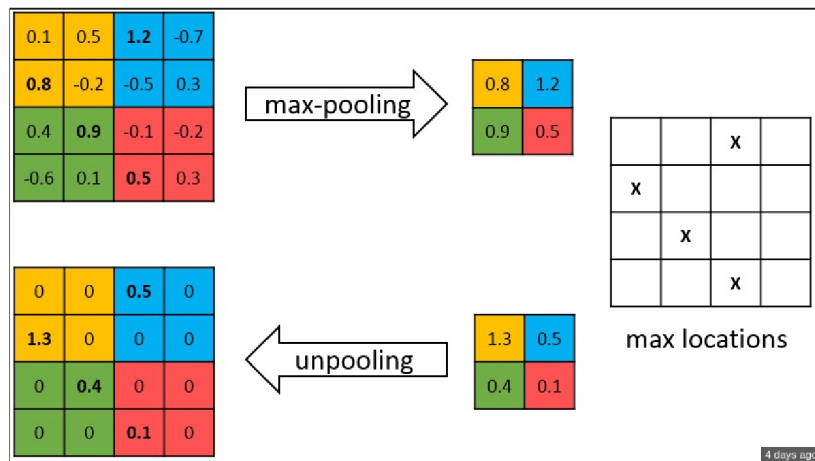 0.1 0.5 1.2 -0.7
0.8 -0.2 -0.5 0.3
0.4 0.9 -0.1 -0.2
-0.6 0.1 0.5 0.3
max-pooling
0.8 1.2
0.9 0.5
X
X
X
X
max locations
0 0 0.5 0
1.3 0 0 0
0 0.4 0 0
0 0 0.1 0
unpooling
1.3 0.5
0.4 0.1
4 days ago